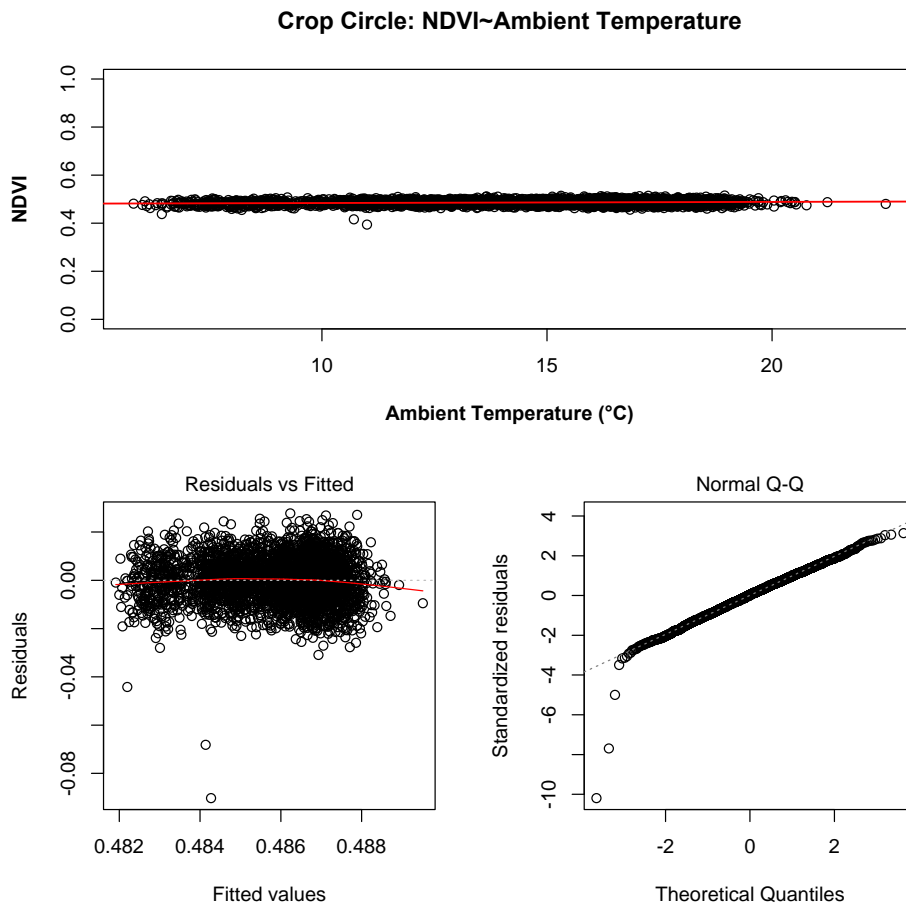 Crop Circle: NDVI~Ambient Temperature
NDVI
0.0 0.2 0.4 0.6 0.8 1.0
10 15 20
Ambient Temperature (°C)
Residuals vs Fitted
Residuals
-0.08 -0.04 0.00
0.482 0.484 0.486 0.488
Fitted values
Normal Q-Q
Standardized residuals
-10 -8 -6 -4 -2 0 2 4
-2 0 2
Theoretical Quantiles